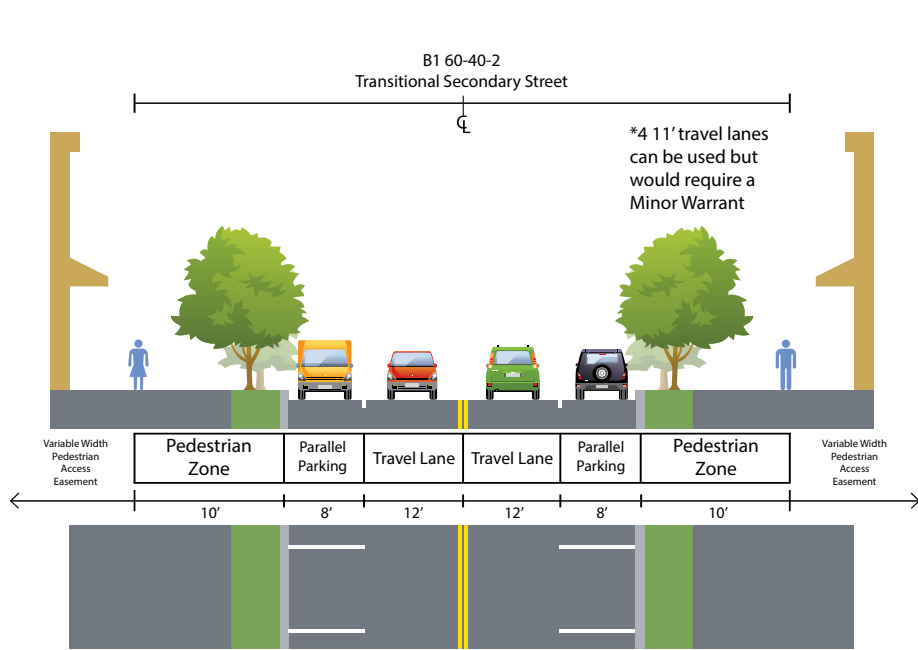 B1 60-40-2
Transitional Secondary Street
℄
*4 11’ travel lanes
can be used but
would require a
Minor Warrant
Variable Width
Pedestrian
Access
Easement
Pedestrian
Zone
Parallel
Parking
Travel Lane
Travel Lane
Parallel
Parking
Pedestrian
Zone
Variable Width
Pedestrian
Access
Easement
10’
8’
12’
12’
8’
10’